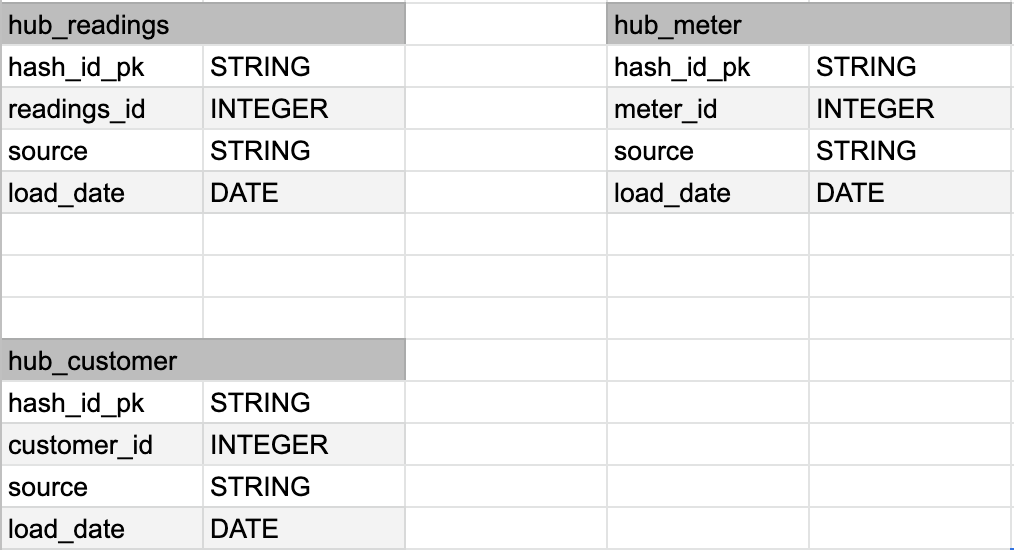 hub_readings
hash_id_pk STRING
readings_id INTEGER
source STRING
load_date DATE
hub_meter
hash_id_pk STRING
meter_id INTEGER
source STRING
load_date DATE
hub_customer
hash_id_pk STRING
customer_id INTEGER
source STRING
load_date DATE